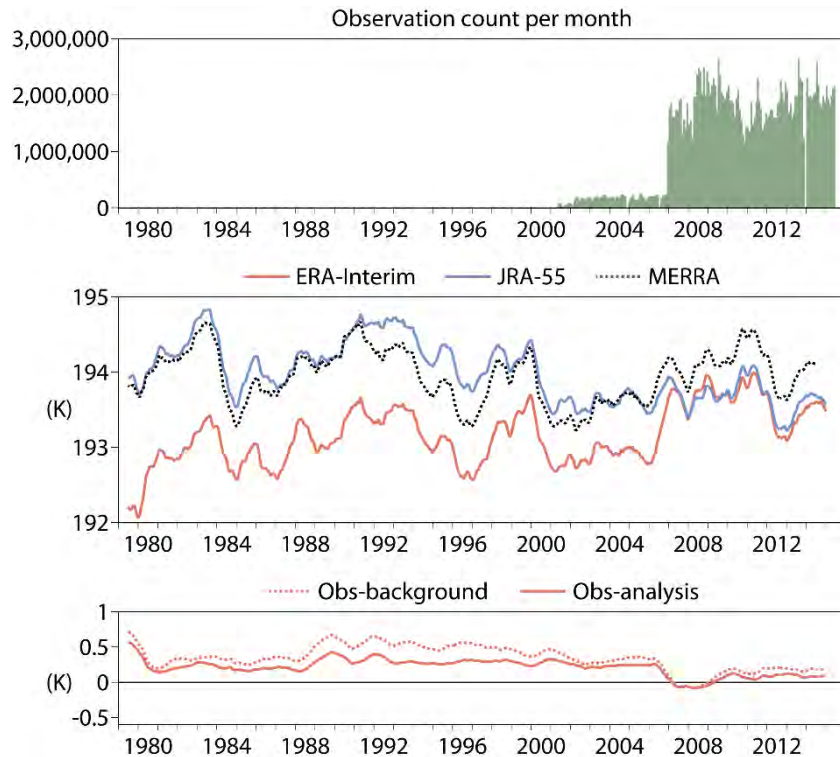 Observation count per month
3,000,000
2,000,000
1,000,000
0
1980 1984 1988 1992 1996 2000 2004 2008 2012
ERA-Interim JRA-55 MERRA
195
194
(K)
193
192
1980 1984 1988 1992 1996 2000 2004 2008 2012
Obs-background Obs-analysis
1
0.5
(K)
0
-0.5
1980 1984 1988 1992 1996 2000 2004 2008 2012